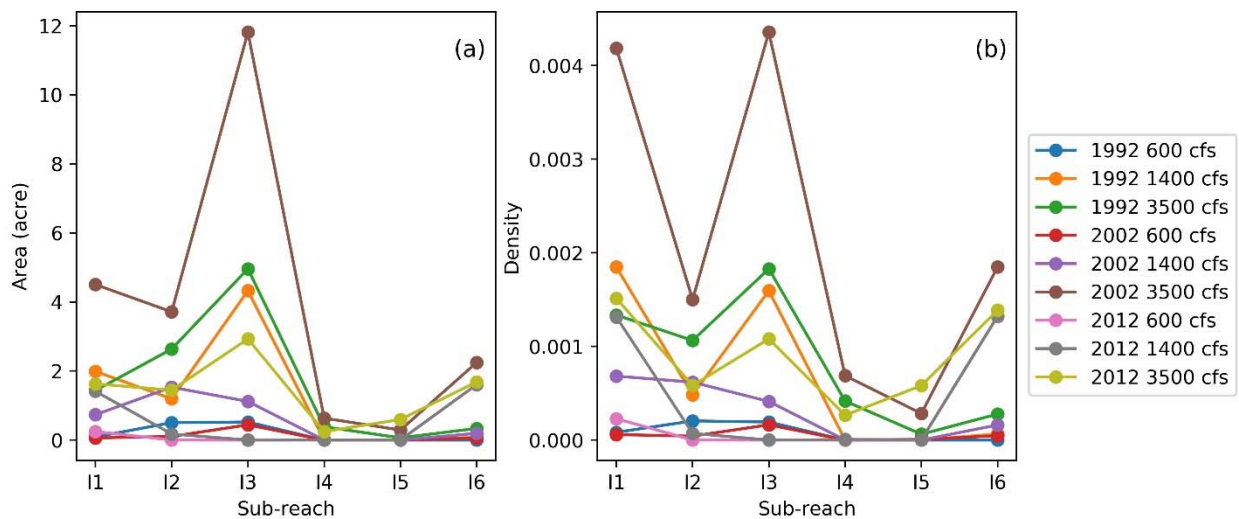 (a)
12
10
8
6
4
2
0
Area (acre)
I1 I2 I3 I4 I5 I6
Sub-reach
(b)
0.004
0.003
0.002
0.001
0.000
Density
I1 I2 I3 I4 I5 I6
Sub-reach
1992 600 cfs
1992 1400 cfs
1992 3500 cfs
2002 600 cfs
2002 1400 cfs
2002 3500 cfs
2012 600 cfs
2012 1400 cfs
2012 3500 cfs